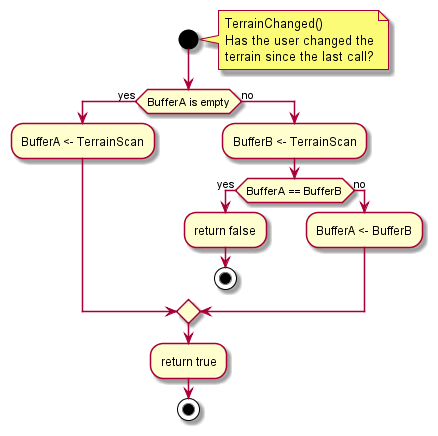 TerrainChanged()
Has the user changed the
terrain since the last call?
yes
BufferA is empty
no
BufferA <- TerrainScan
BufferB <- TerrainScan
yes
BufferA == BufferB
no
return false
BufferA <- BufferB
return true